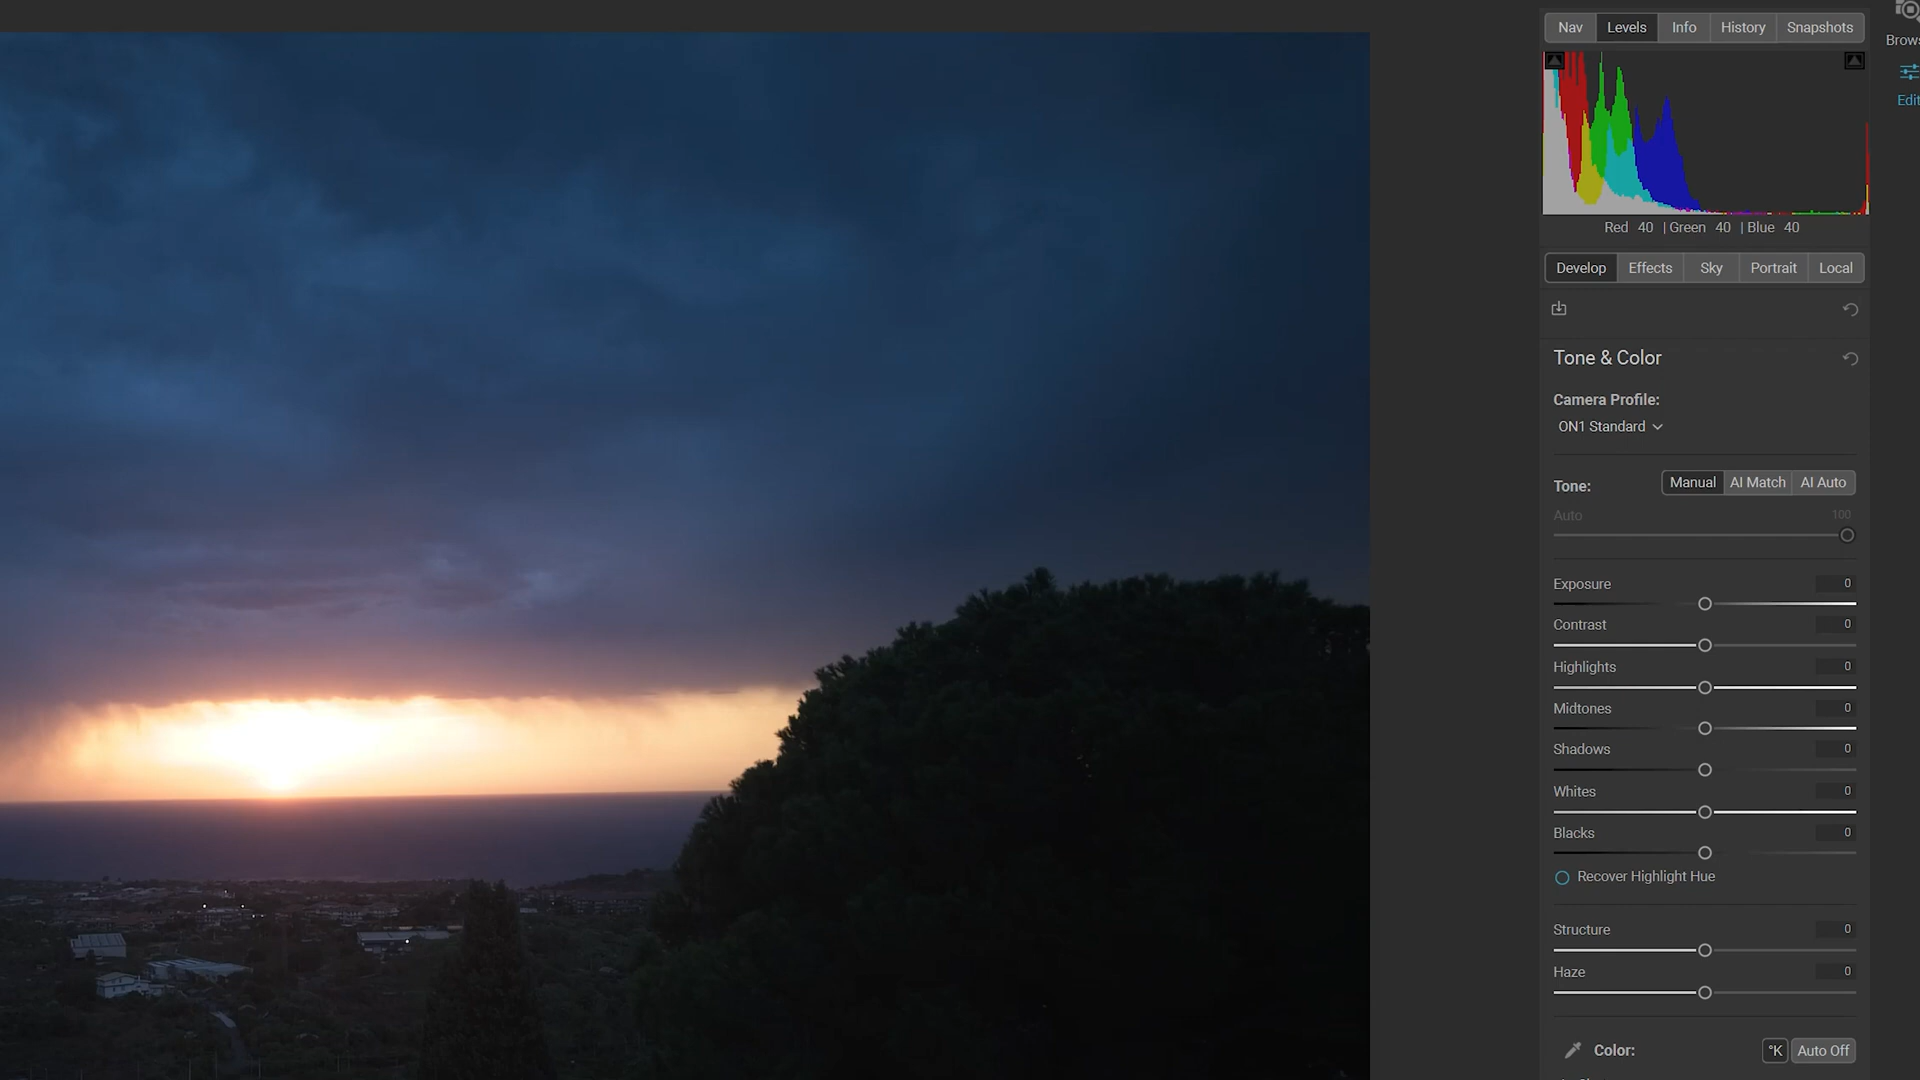 Nav Levels Info History Snapshots
Red 40 | Green 40 | Blue 40
Edit
Develop Effects Sky Portrait Local
Tone & Color
Camera Profile:
ON1 Standard
Tone: Manual AI Match AI Auto
Auto 100
Exposure 0
Contrast 0
Highlights 0
Midtones 0
Shadows 0
Whites 0
Blacks 0
Recover Highlight Hue
Structure 0
Haze 0
Color: °K Auto Off